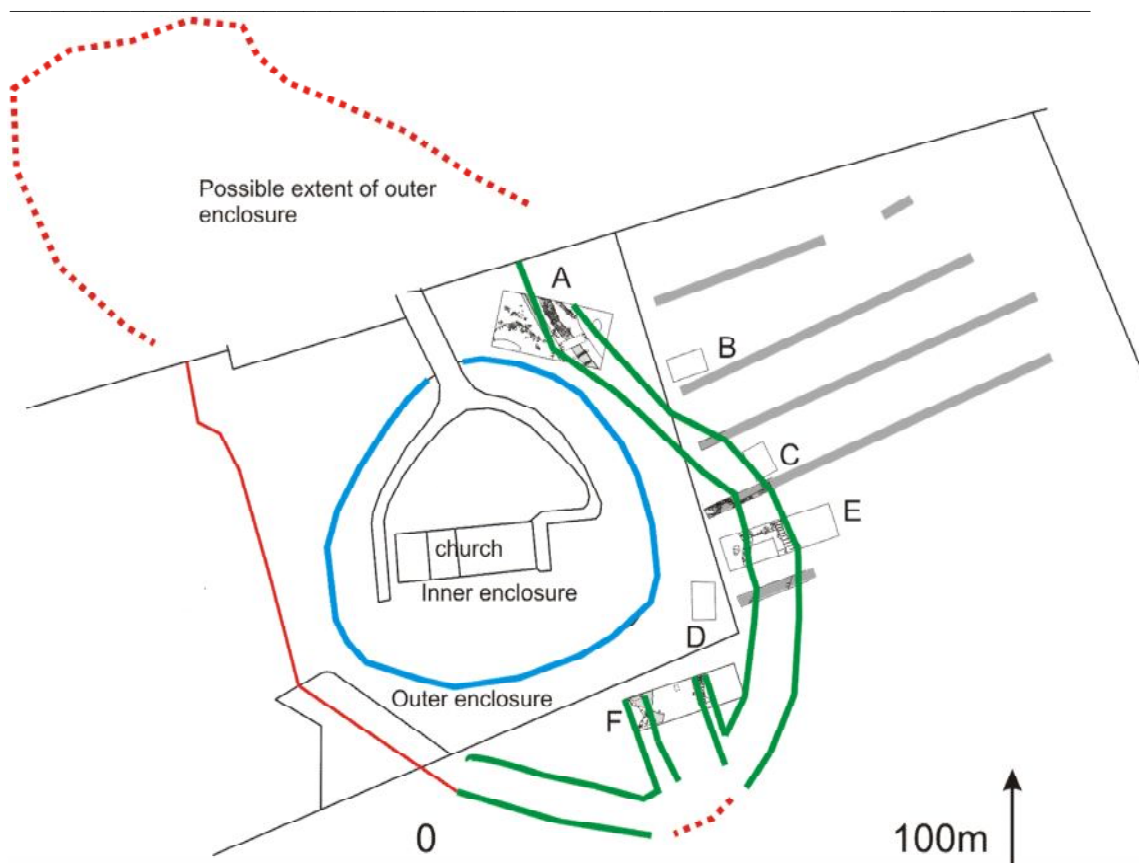 Possible extent of outer
enclosure
A
B
C
E
church
Inner enclosure
D
Outer enclosure
F
0
100m